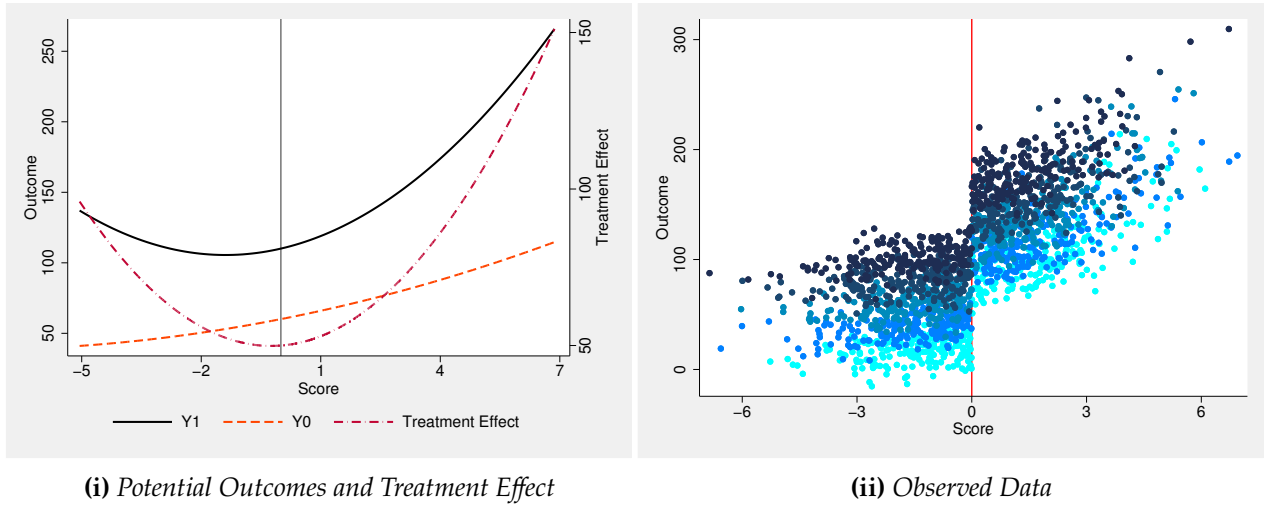 Outcome
250
200
150
100
50
150
100
50
Treatment Effect
−5
−2
1
4
7
Score
Y1 Y0 Treatment Effect
(i) Potential Outcomes and Treatment Effect
Outcome
300
200
100
0
−6
−3
0
3
6
Score
(ii) Observed Data